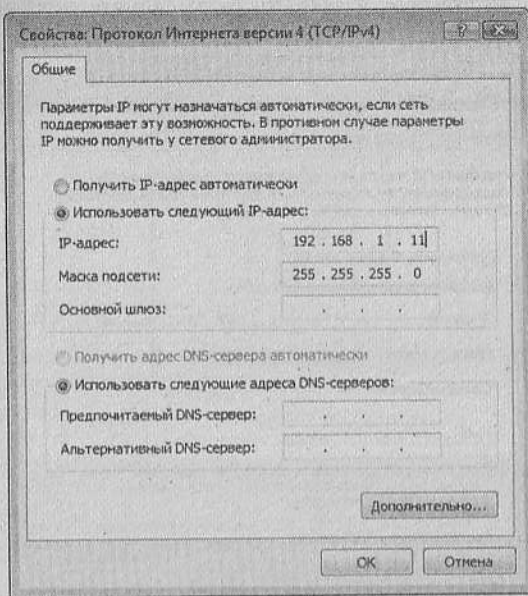 Свойства: Протокол Интернета версии 4 (TCP/IPv4)
Общие
Параметры IP могут назначаться автоматически, если сеть
поддерживает эту возможность. В противном случае параметры
IP можно получить у сетевого администратора.
Получить IP-адрес автоматически
Использовать следующий IP-адрес:
IP-адрес: 192 . 168 . 1 . 11
Маска подсети: 255 . 255 . 255 . 0
Основной шлюз: . . .
Получить адрес DNS-сервера автоматически
Использовать следующие адреса DNS-серверов:
Предпочитаемый DNS-сервер: . . .
Альтернативный DNS-сервер: . . .
Дополнительно...
OK Отмена